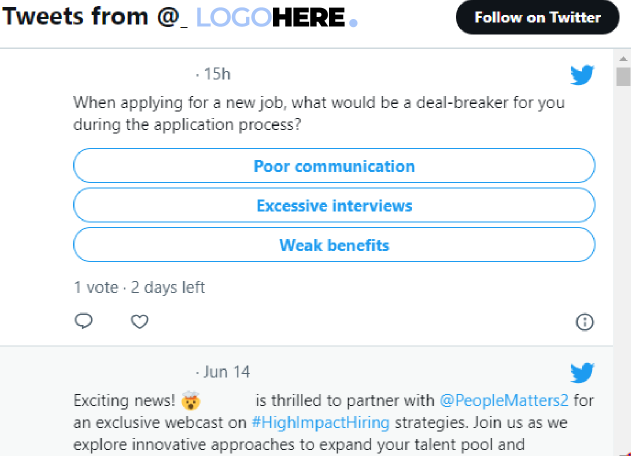 Tweets from @_ LOGOHERE.
Follow on Twitter
· 15h
When applying for a new job, what would be a deal-breaker for you
during the application process?
Poor communication
Excessive interviews
Weak benefits
1 vote · 2 days left
· Jun 14
Exciting news! 🤯 is thrilled to partner with @PeopleMatters2 for
an exclusive webcast on #HighImpactHiring strategies. Join us as we
explore innovative approaches to expand your talent pool and